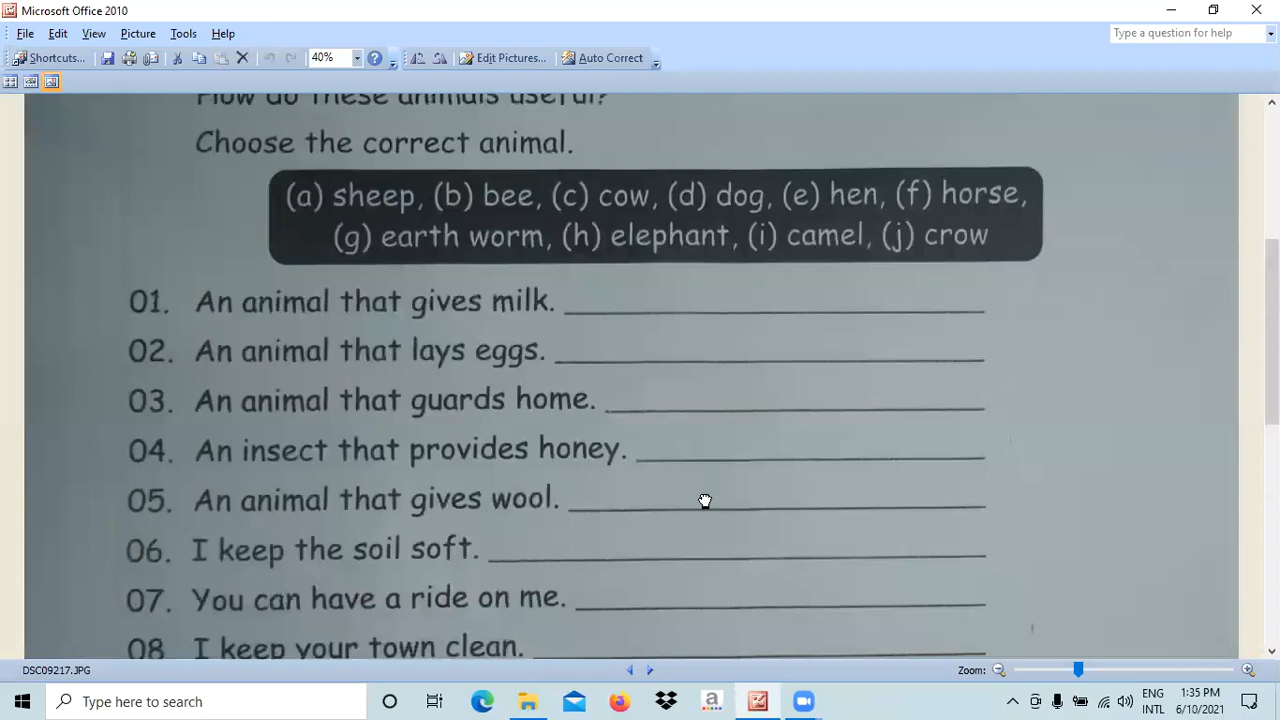 Microsoft Office 2010
File Edit View Picture Tools Help
Type a question for help
Shortcuts... 40% Edit Pictures... Auto Correct
How do these animals useful?
Choose the correct animal.
(a) sheep, (b) bee, (c) cow, (d) dog, (e) hen, (f) horse,
(g) earth worm, (h) elephant, (i) camel, (j) crow
01. An animal that gives milk.
02. An animal that lays eggs.
03. An animal that guards home.
04. An insect that provides honey.
05. An animal that gives wool.
06. I keep the soil soft.
07. You can have a ride on me.
08. I keep your town clean.
DSC09217.JPG Zoom:
Type here to search
a
ENG
INTL
1:35 PM
6/10/2021